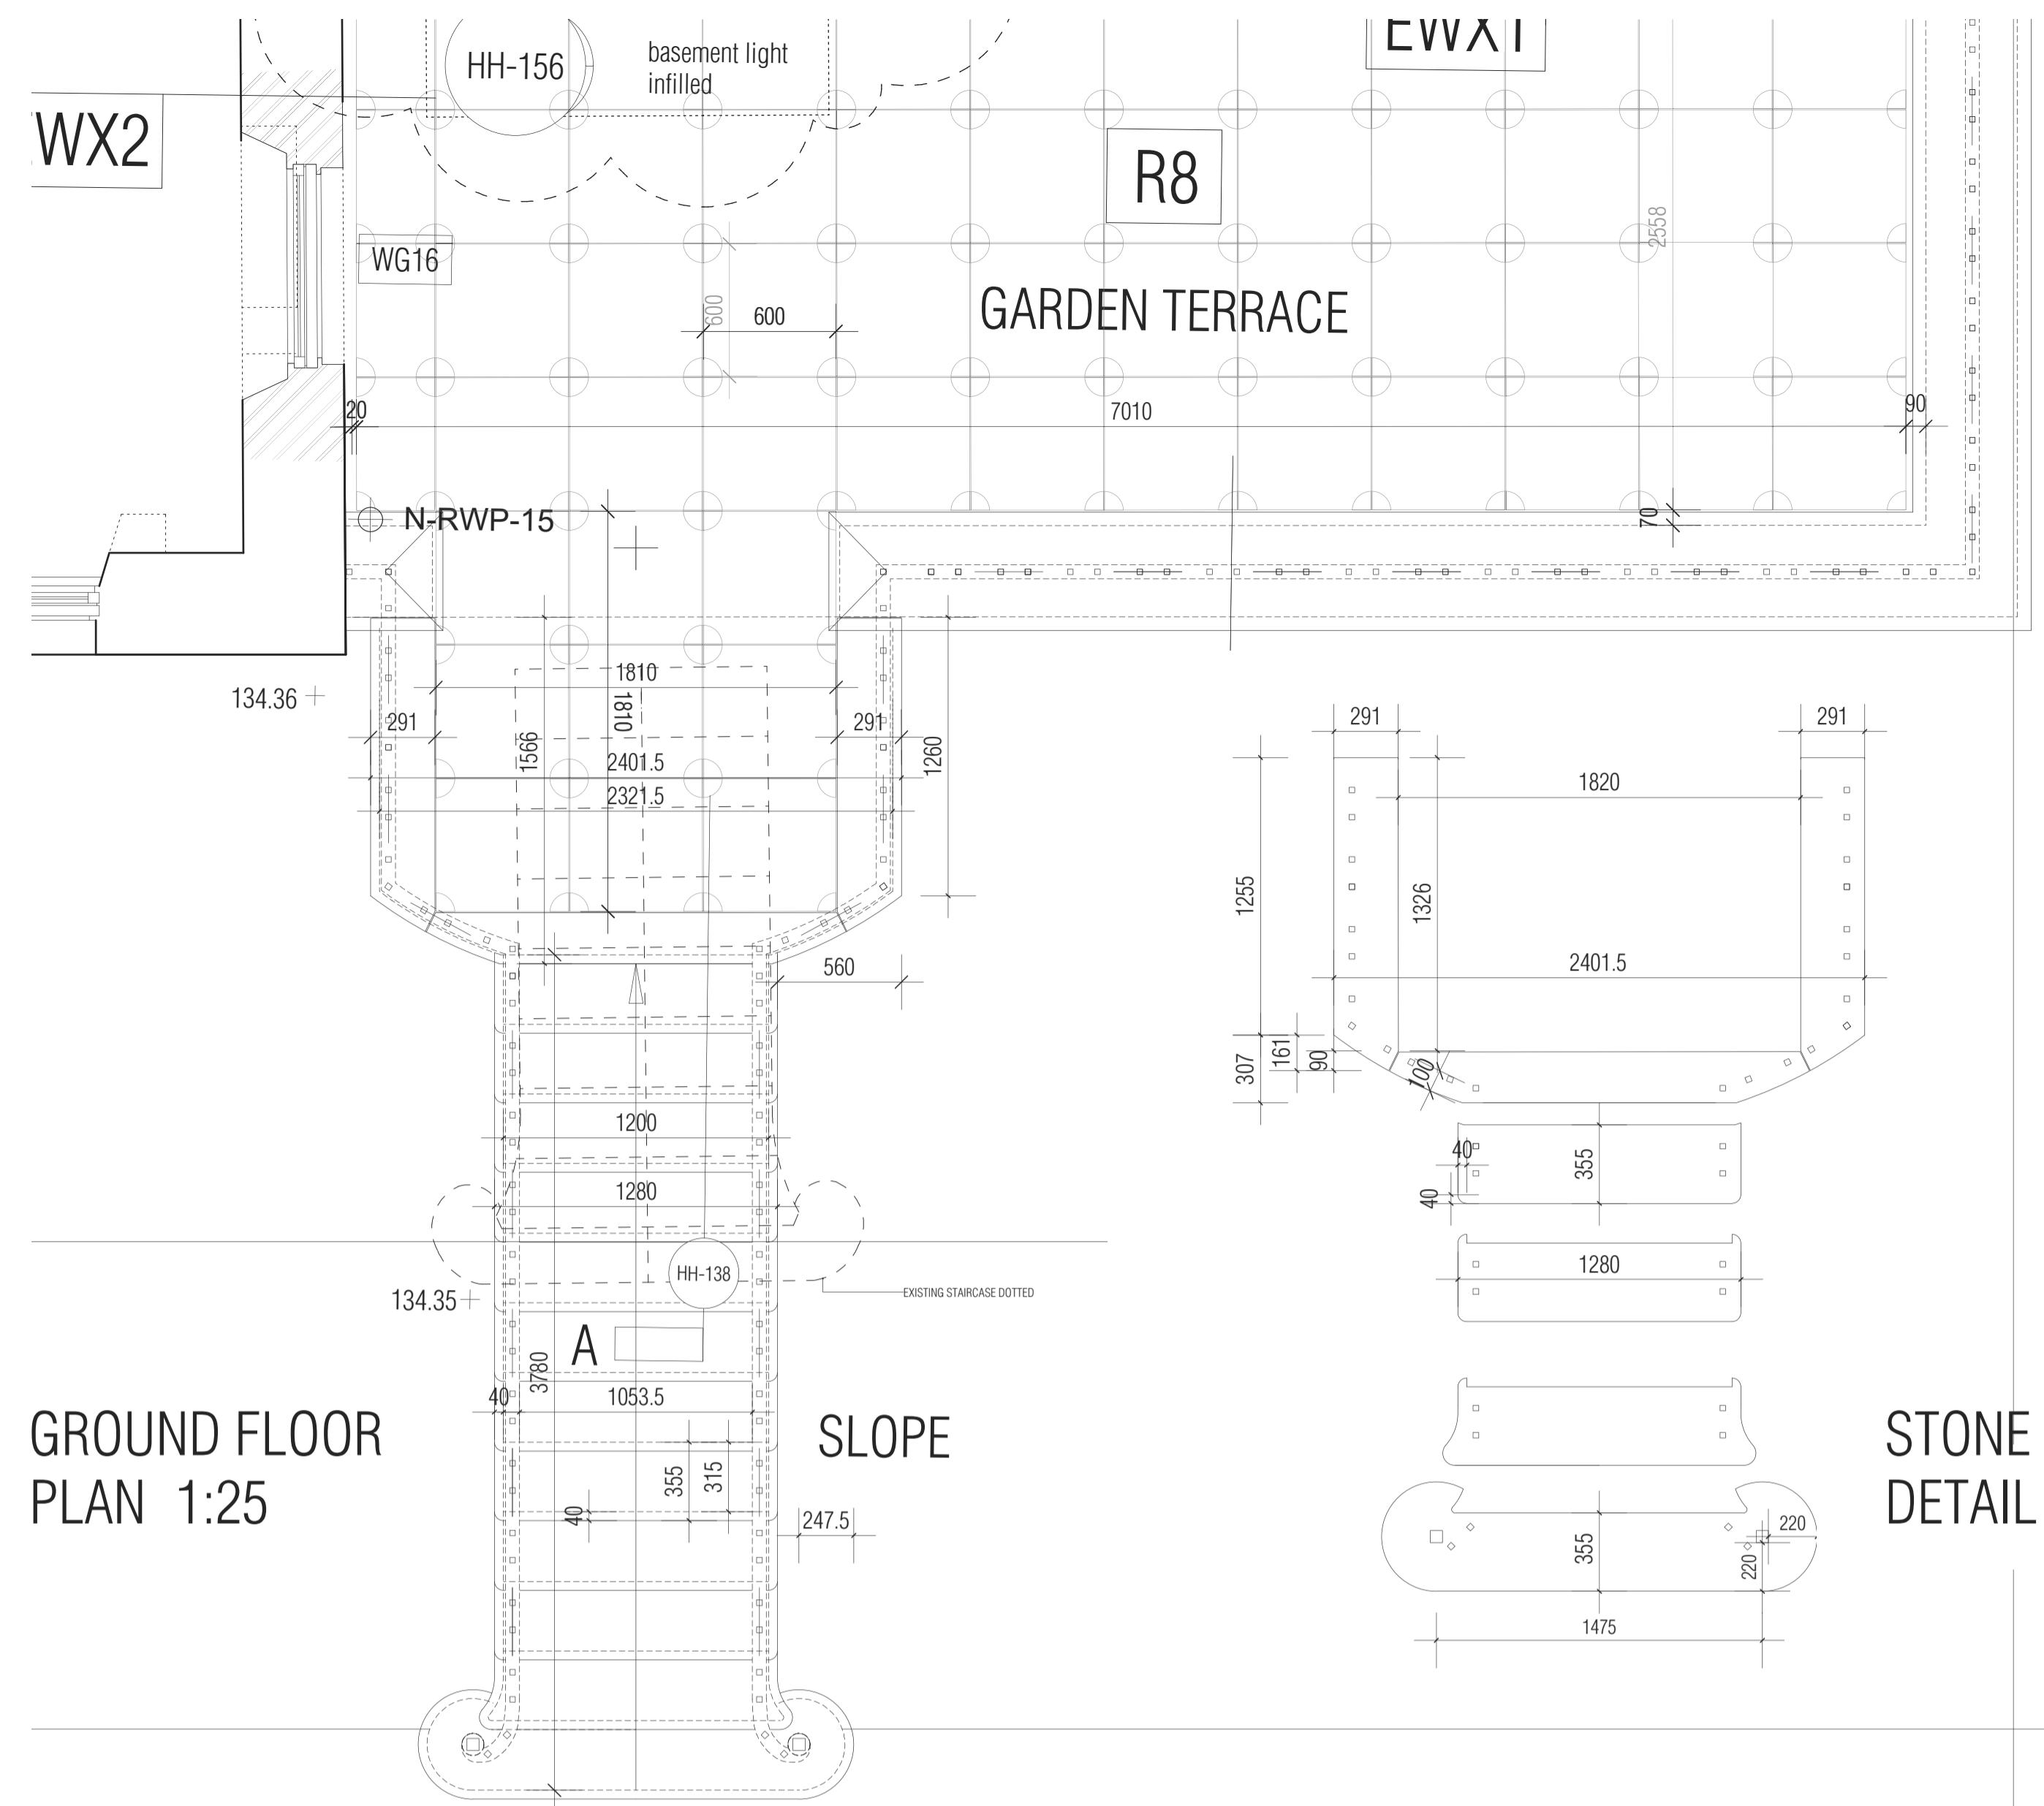 HH-156
basement light
infilled
EWX1
WX2
R8
WG16
2558
GARDEN TERRACE
600
600
20
7010
90
N-RWP-15
70
134.36
1810
1810
291
291
1566
2401.5
1260
2321.5
560
291
291
1820
1255
1326
2401.5
307
161
90
100
1200
40
355
1280
40
1280
HH-138
134.35
EXISTING STAIRCASE DOTTED
A
3780
40
1053.5
GROUND FLOOR
PLAN 1:25
SLOPE
STONE
DETAIL
355
315
40
247.5
355
220
220
1475